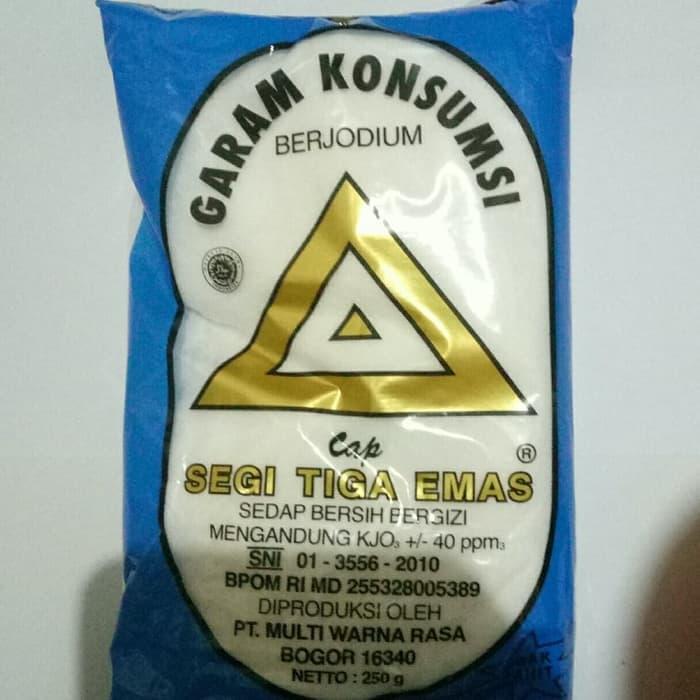 GARAM KONSUMSI
BERJODIUM
Cap
®
SEGI TIGA EMAS
SEDAP BERSIH BERGIZI
MENGANDUNG KJO₃ +/- 40 ppm₃
SNI 01 - 3556 - 2010
BPOM RI MD 255328005389
DIPRODUKSI OLEH
PT. MULTI WARNA RASA
BOGOR 16340
NETTO : 250 g